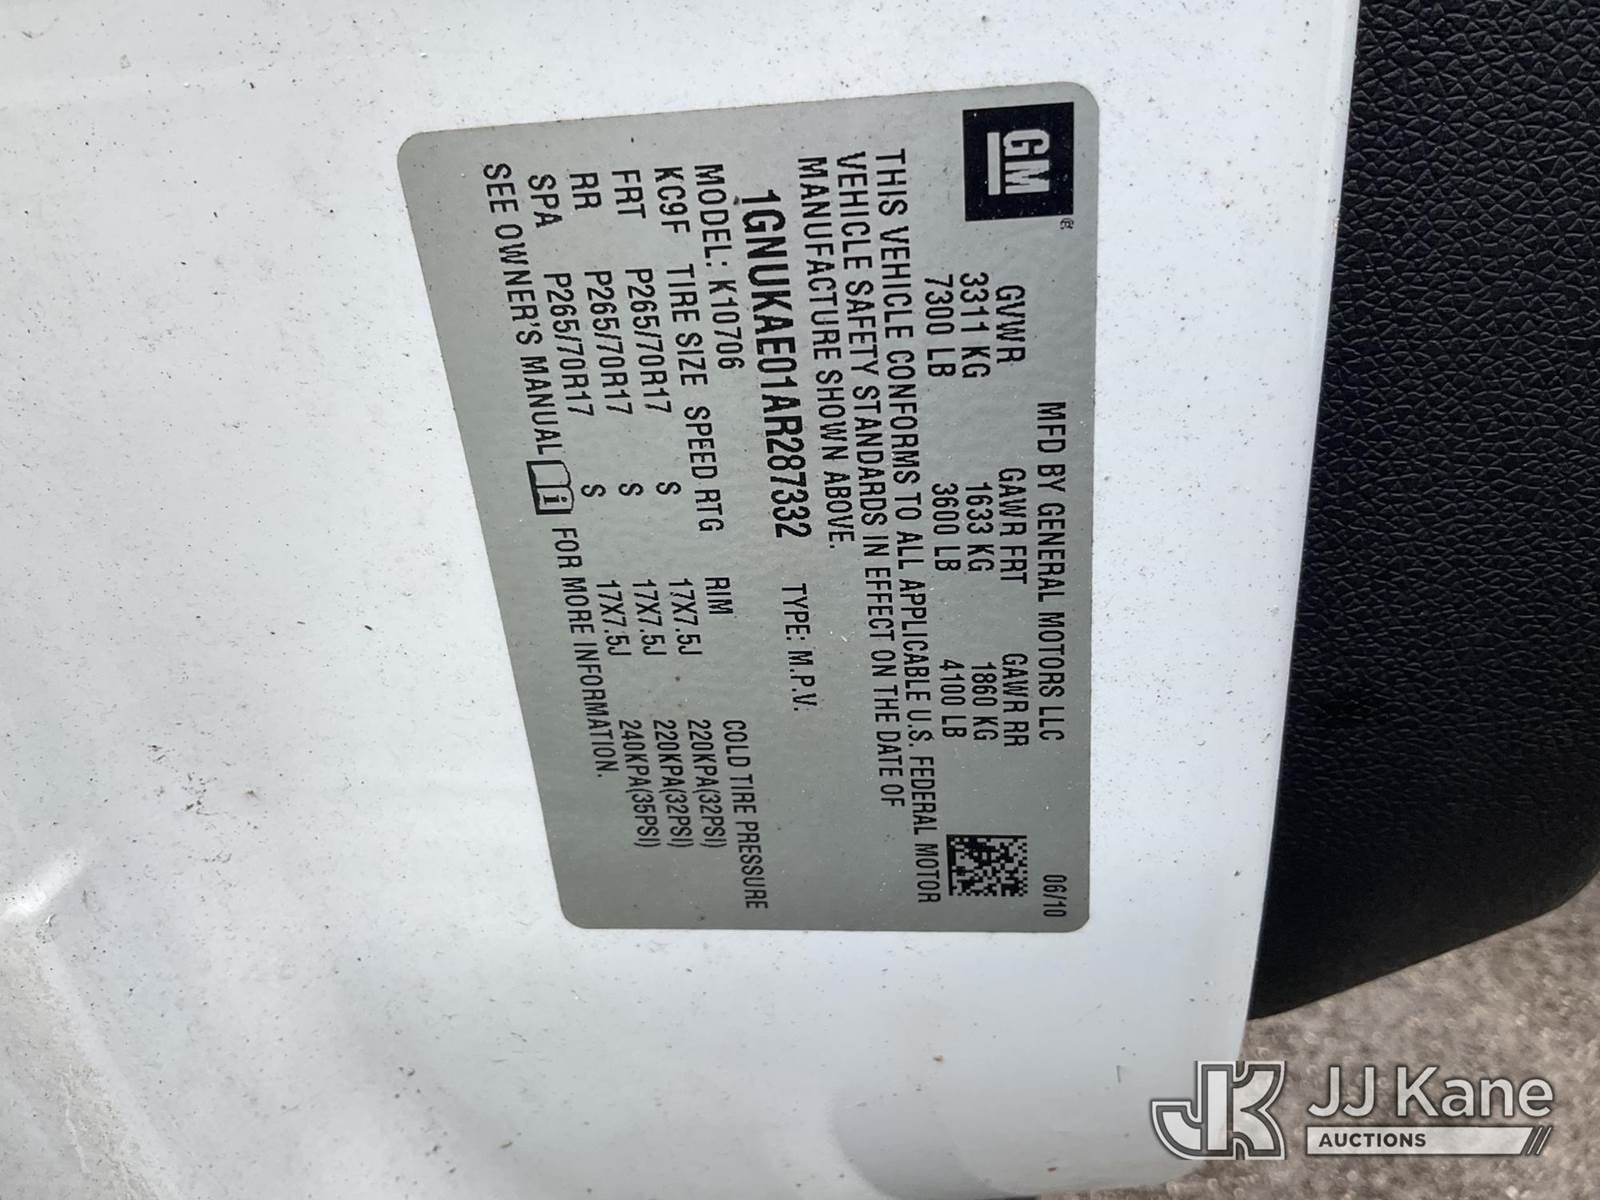 MFD BY GENERAL MOTORS LLC 06/10
GM
GVWR GAWR FRT GAWR RR
3311 KG 1633 KG 1860 KG
7300 LB 3600 LB 4100 LB
THIS VEHICLE CONFORMS TO ALL APPLICABLE U.S. FEDERAL MOTOR
VEHICLE SAFETY STANDARDS IN EFFECT ON THE DATE OF
MANUFACTURE SHOWN ABOVE.
1GNUKAE01AR287332 TYPE: M.P.V.
MODEL: K10706
KC9F TIRE SIZE SPEED RTG RIM COLD TIRE PRESSURE
FRT P265/70R17 S 17X7.5J 220KPA(32PSI)
RR P265/70R17 S 17X7.5J 220KPA(32PSI)
SPA P265/70R17 S 17X7.5J 240KPA(35PSI)
SEE OWNER'S MANUAL i FOR MORE INFORMATION.
JK JJ Kane
AUCTIONS